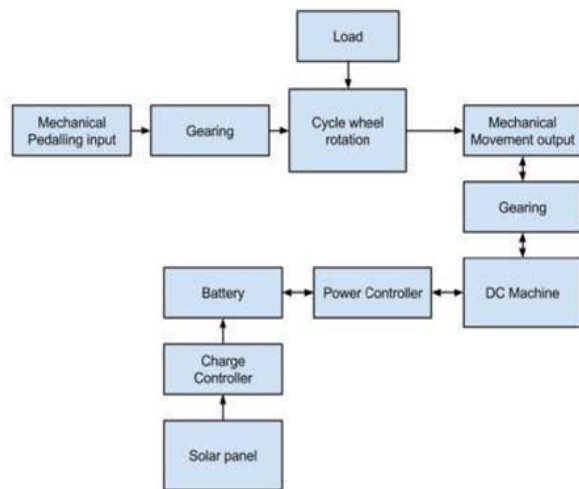 Load
Mechanical
Pedalling input
Gearing
Cycle wheel
rotation
Mechanical
Movement output
Gearing
Battery
Power Controller
DC Machine
Charge
Controller
Solar panel